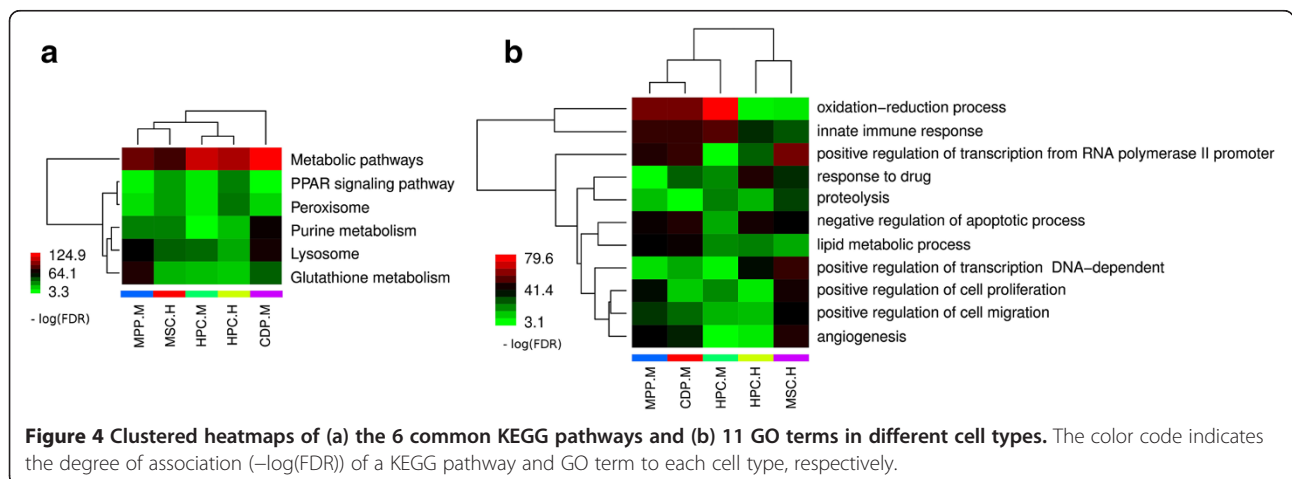 a
Metabolic pathways
PPAR signaling pathway
Peroxisome
Purine metabolism
Lysosome
Glutathione metabolism
124.9
64.1
3.3
- log(FDR)
MPP.M
MSC.H
HPC.M
HPC.H
CDP.M
b
oxidation-reduction process
innate immune response
positive regulation of transcription from RNA polymerase II promoter
response to drug
proteolysis
negative regulation of apoptotic process
lipid metabolic process
positive regulation of transcription DNA-dependent
positive regulation of cell proliferation
positive regulation of cell migration
angiogenesis
79.6
41.4
3.1
- log(FDR)
MPP.M
CDP.M
HPC.M
HPC.H
MSC.H
Figure 4 Clustered heatmaps of (a) the 6 common KEGG pathways and (b) 11 GO terms in different cell types. The color code indicates
the degree of association (−log(FDR)) of a KEGG pathway and GO term to each cell type, respectively.